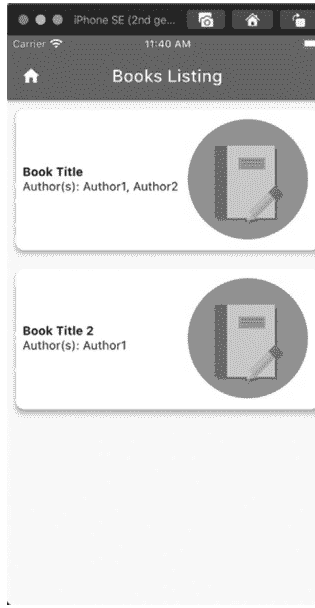 iPhone SE (2nd ge...
Carrier
11:40 AM
Books Listing
Book Title
Author(s): Author1, Author2
Book Title 2
Author(s): Author1